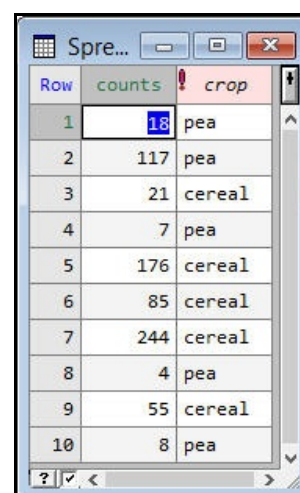 Spre...
Row counts ! crop
1 18 pea
2 117 pea
3 21 cereal
4 7 pea
5 176 cereal
6 85 cereal
7 244 cereal
8 4 pea
9 55 cereal
10 8 pea
?